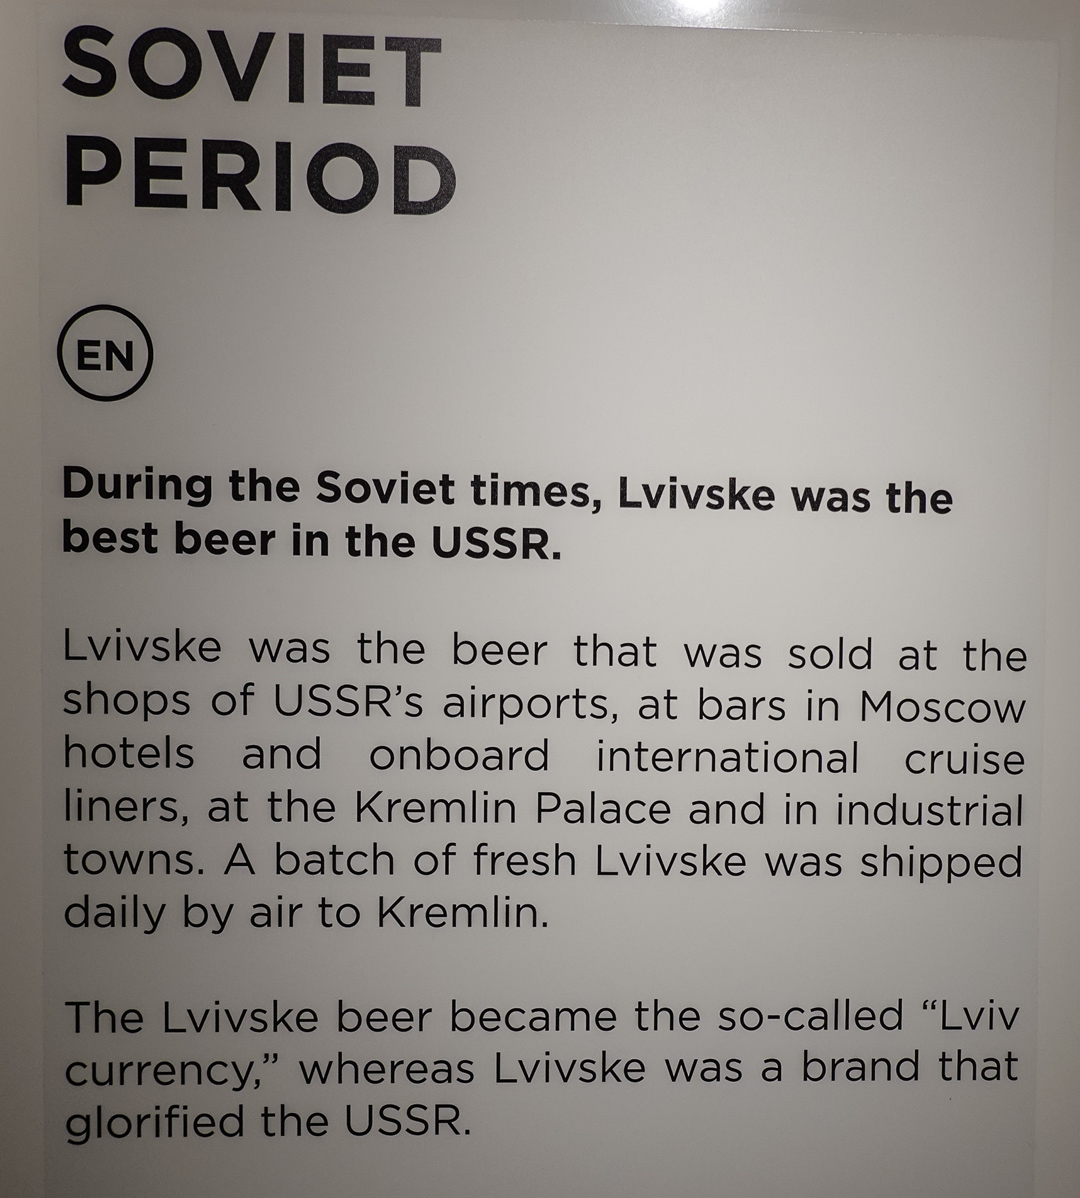 SOVIET
PERIOD
EN
During the Soviet times, Lvivske was the
best beer in the USSR.
Lvivske was the beer that was sold at the
shops of USSR’s airports, at bars in Moscow
hotels and onboard international cruise
liners, at the Kremlin Palace and in industrial
towns. A batch of fresh Lvivske was shipped
daily by air to Kremlin.
The Lvivske beer became the so-called “Lviv
currency,” whereas Lvivske was a brand that
glorified the USSR.